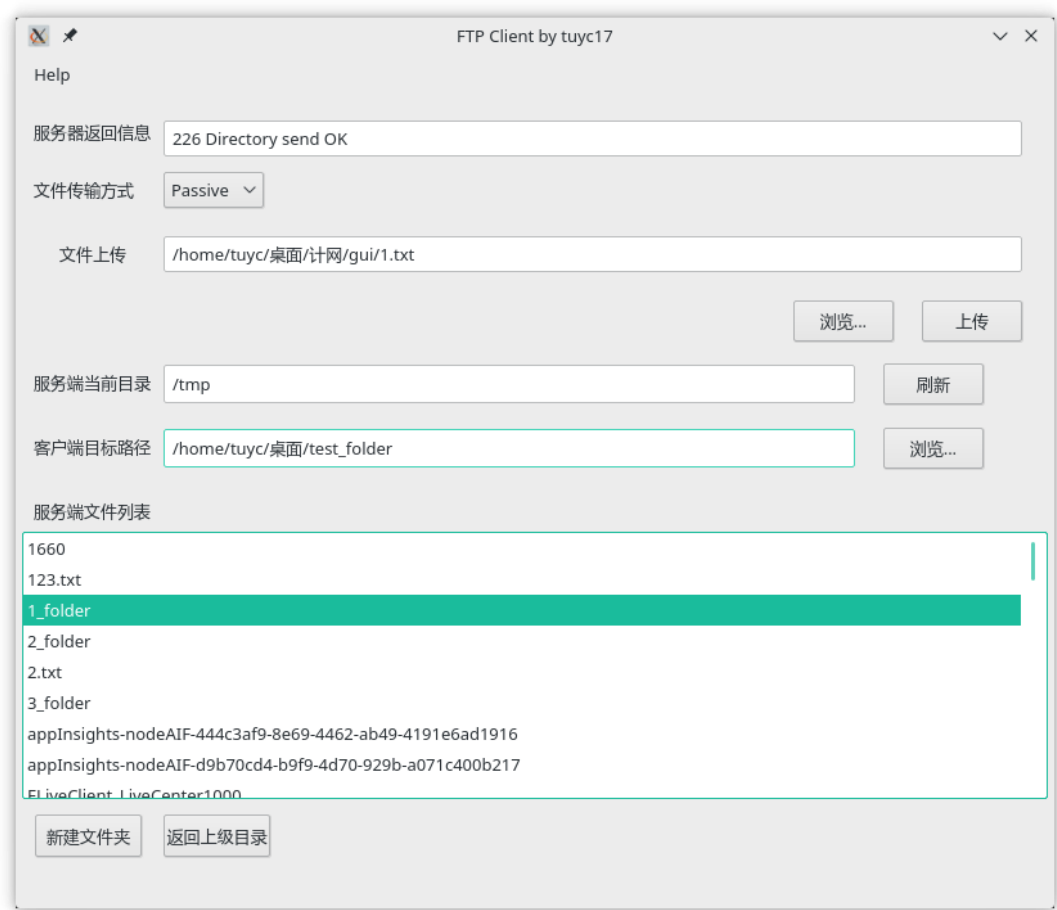 FTP Client by tuyc17
Help
服务器返回信息 226 Directory send OK
文件传输方式 Passive
文件上传 /home/tuyc/桌面/计网/gui/1.txt
浏览... 上传
服务端当前目录 /tmp 刷新
客户端目标路径 /home/tuyc/桌面/test_folder 浏览...
服务端文件列表
1660
123.txt
1_folder
2_folder
2.txt
3_folder
appInsights-nodeAIF-444c3af9-8e69-4462-ab49-4191e6ad1916
appInsights-nodeAIF-d9b70cd4-b9f9-4d70-929b-a071c400b217
FLiveClient_LiveCenter1000
新建文件夹 返回上级目录